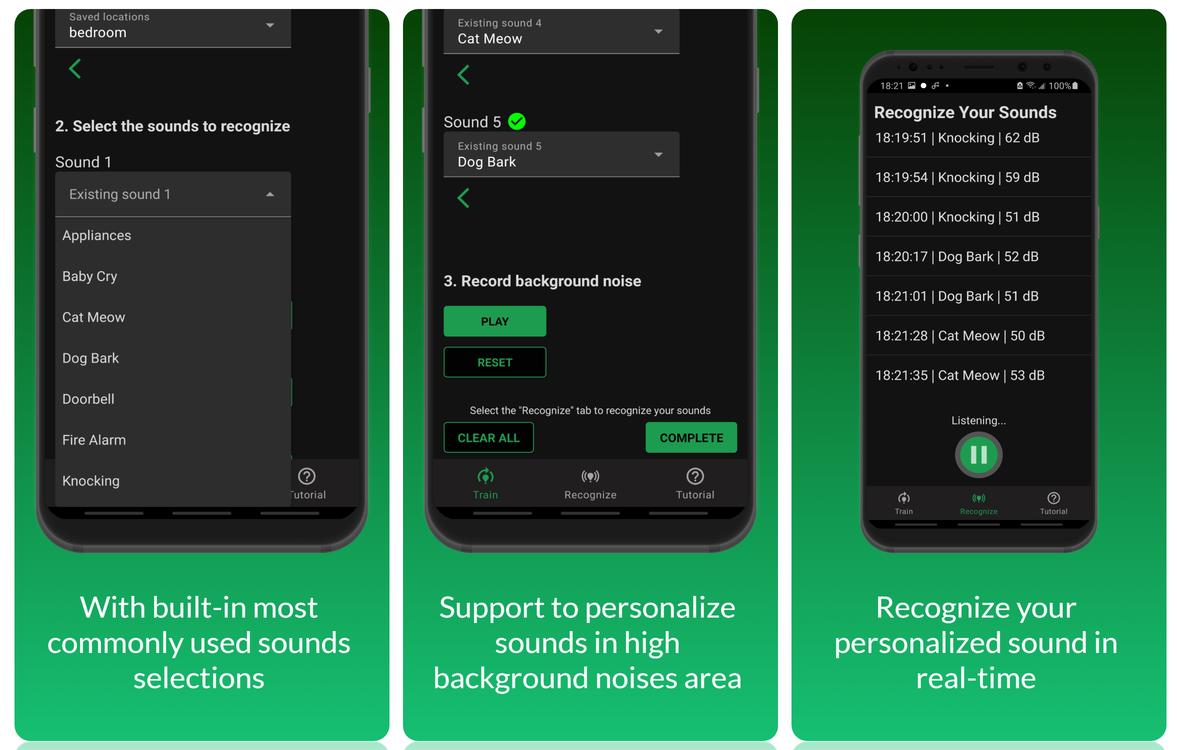 Saved locations
bedroom
2. Select the sounds to recognize
Sound 1
Existing sound 1
Appliances
Baby Cry
Cat Meow
Dog Bark
Doorbell
Fire Alarm
Knocking
Tutorial
With built-in most
commonly used sounds
selections
Existing sound 4
Cat Meow
Sound 5
Existing sound 5
Dog Bark
3. Record background noise
PLAY
RESET
Select the "Recognize" tab to recognize your sounds
CLEAR ALL COMPLETE
Train Recognize Tutorial
Support to personalize
sounds in high
background noises area
18:21 100%
Recognize Your Sounds
18:19:51 | Knocking | 62 dB
18:19:54 | Knocking | 59 dB
18:20:00 | Knocking | 51 dB
18:20:17 | Dog Bark | 52 dB
18:21:01 | Dog Bark | 51 dB
18:21:28 | Cat Meow | 50 dB
18:21:35 | Cat Meow | 53 dB
Listening...
Train Recognize Tutorial
Recognize your
personalized sound in
real-time